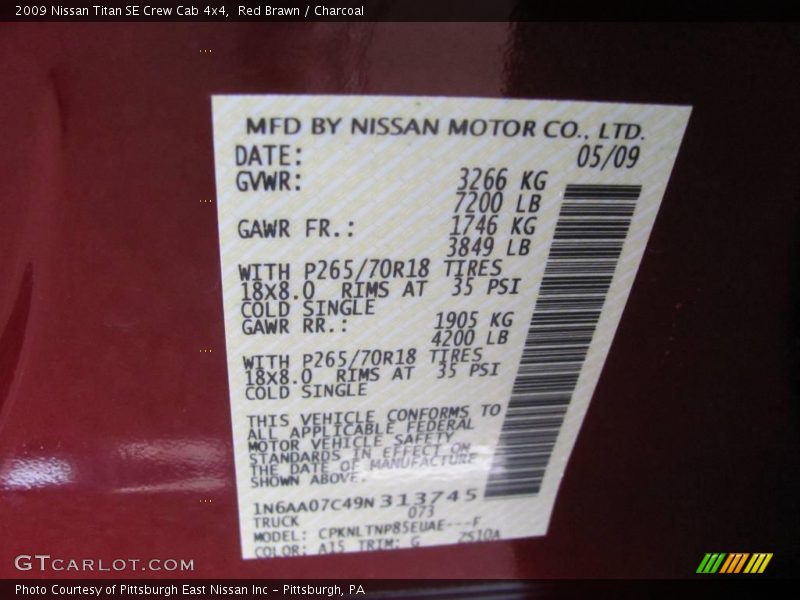 2009 Nissan Titan SE Crew Cab 4x4,  Red Brawn / Charcoal
MFD BY NISSAN MOTOR CO., LTD.
DATE: 05/09
GVWR: 3266 KG
7200 LB
GAWR FR.: 1746 KG
3849 LB
WITH P265/70R18 TIRES
18X8.0 RIMS AT 35 PSI
COLD SINGLE
GAWR RR.: 1905 KG
4200 LB
WITH P265/70R18 TIRES
18X8.0 RIMS AT 35 PSI
COLD SINGLE
THIS VEHICLE CONFORMS TO
ALL APPLICABLE FEDERAL
MOTOR VEHICLE SAFETY
STANDARDS IN EFFECT ON
THE DATE OF MANUFACTURE
SHOWN ABOVE.
1N6AA07C49N313745
TRUCK 073
MODEL: CPKNLTNP85EUAE---F
COLOR: A15 TRIM: G ZS10A
GTCARLOT.COM
Photo Courtesy of Pittsburgh East Nissan Inc - Pittsburgh, PA